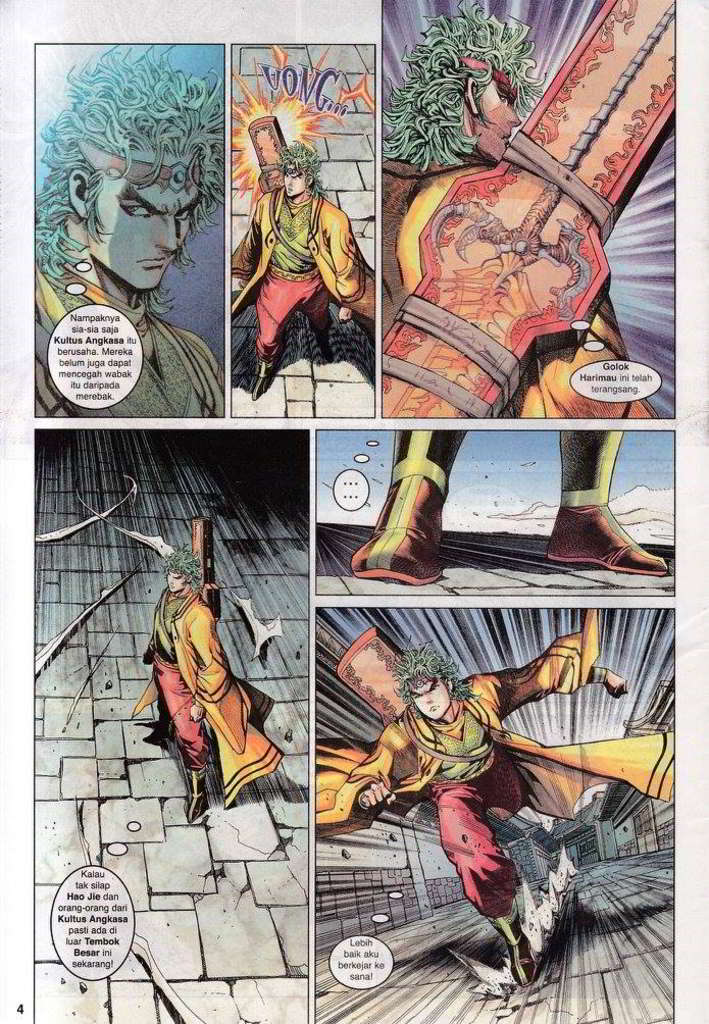 Nampaknya
sia-sia saja
Kultus Angkasa itu
berusaha. Mereka
belum juga dapat
mencegah wabak
itu daripada
merebak.
UONG...
Golok
Harimau ini telah
terangsang.
Kalau
tak silap
Hao Jie dan
orang-orang dari
Kultus Angkasa
pasti ada di
luar Tembok
Besar ini
sekarang!
...
...
Lebih
baik aku
berkejar ke
sana!
4